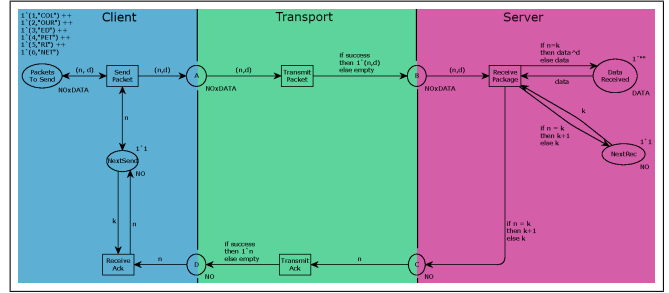 Client
Transport
Server
1`(1,"COL") ++
1`(2,"OUR") ++
1`(3,"ED") ++
1`(4,"PET") ++
1`(5,"RI") ++
1`(6,"NET")
Packets
To Send
(n, d)
Send
Packet
(n, d)
A
(n,d)
Transmit
Packet
if success
then 1`(n,d)
else empty
B
(n,d)
Receive
Package
if n=k
then data^d
else data
data
1`""
Data
Received
DATA
NOxDATA
NOxDATA
NOxDATA
n
k
if n = k
then k+1
else k
1`1
NextRec
NO
1`1
NextSend
NO
k
n
if n = k
then k+1
else k
Receive
Ack
n
D
NO
if success
then 1`n
else empty
Transmit
Ack
n
C
NO